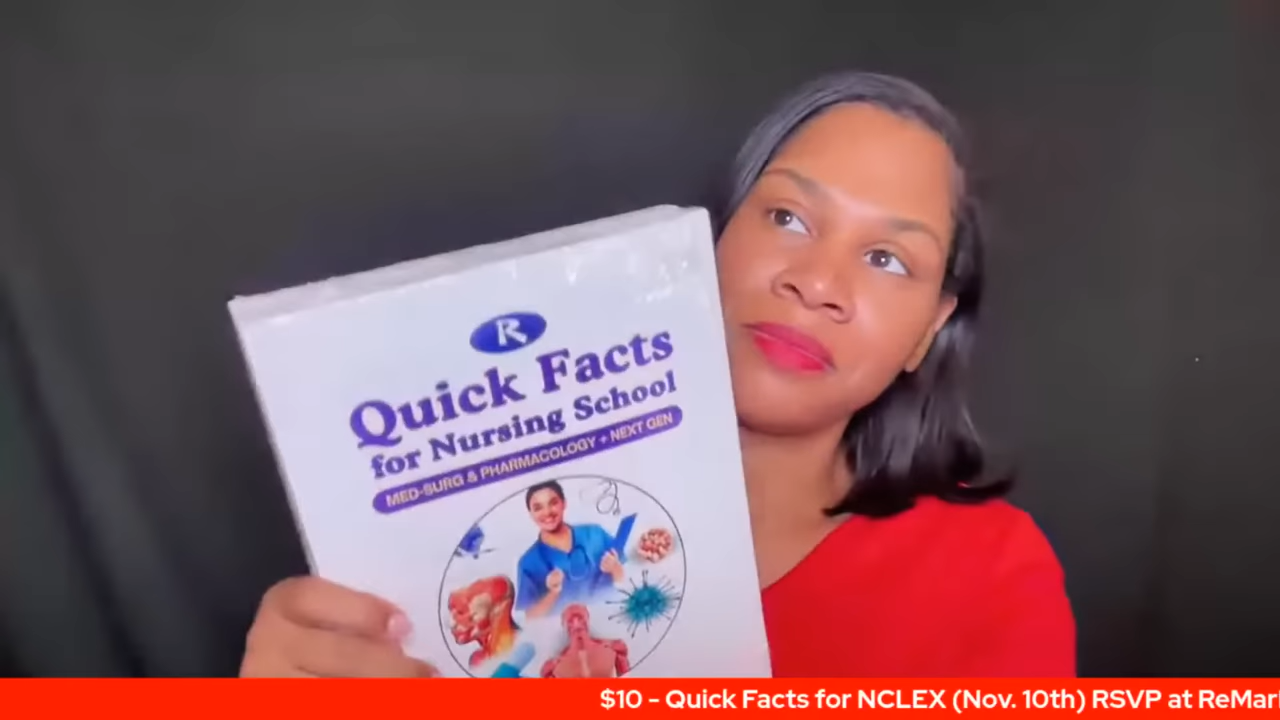 R
Quick Facts
for Nursing School
MED-SURG & PHARMACOLOGY + NEXT GEN
$10 - Quick Facts for NCLEX (Nov. 10th) RSVP at ReMar